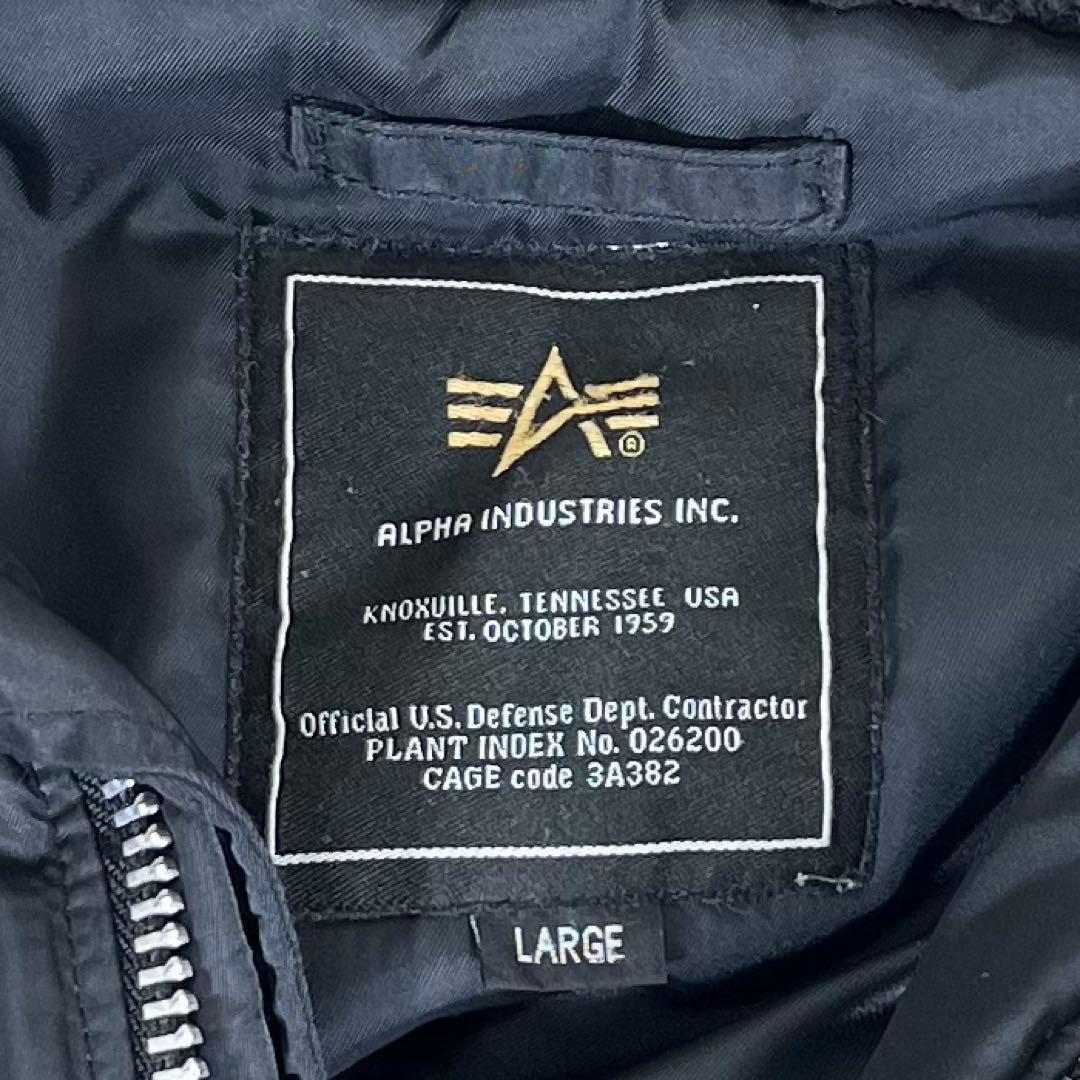 ALPHA INDUSTRIES INC.
KNOXVILLE, TENNESSEE USA
EST. OCTOBER 1959
Official U.S. Defense Dept. Contractor
PLANT INDEX No. 026200
CAGE code 3A382
LARGE